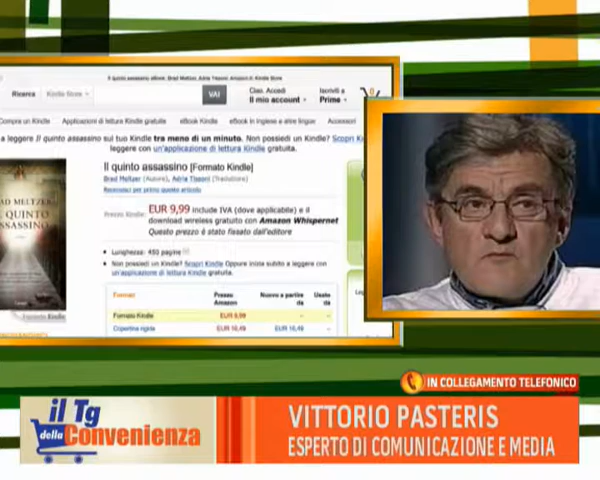 Il quinto assassino eBook: Brad Meltzer, Adria Tissoni: Amazon.it: Kindle Store
Ricerca Kindle Store VAI Ciao. Accedi Iscriviti a 0
Il mio account Prime
Compra un Kindle Applicazioni di lettura Kindle gratuite eBook Kindle eBook in inglese e altre lingue Accessori
a leggere Il quinto assassino sul tuo Kindle tra meno di un minuto. Non possiedi un Kindle? Scopri Ki
leggere con un'applicazione di lettura Kindle gratuita.
AD MELTZER
QUINTO
SSASSINO
Il quinto assassino [Formato Kindle]
Brad Meltzer (Autore), Adria Tissoni (Traduttore)
Recensisci per primo questo articolo
Prezzo Kindle: EUR 9,99 include IVA (dove applicabile) e il
download wireless gratuito con Amazon Whispernet
Questo prezzo è stato fissato dall'editore
Lunghezza: 450 pagine
Non possiedi un Kindle? Scopri Kindle Oppure inizia subito a leggere con
un'applicazione di lettura Kindle gratuita.
Formati Prezzo Amazon Nuovo a partire da Usato da
Formato Kindle EUR 9,99 – –
Copertina rigida EUR 16,49 EUR 16,49 –
Formato Kindle
IN COLLEGAMENTO TELEFONICO
il Tg
della Convenienza
VITTORIO PASTERIS
ESPERTO DI COMUNICAZIONE E MEDIA